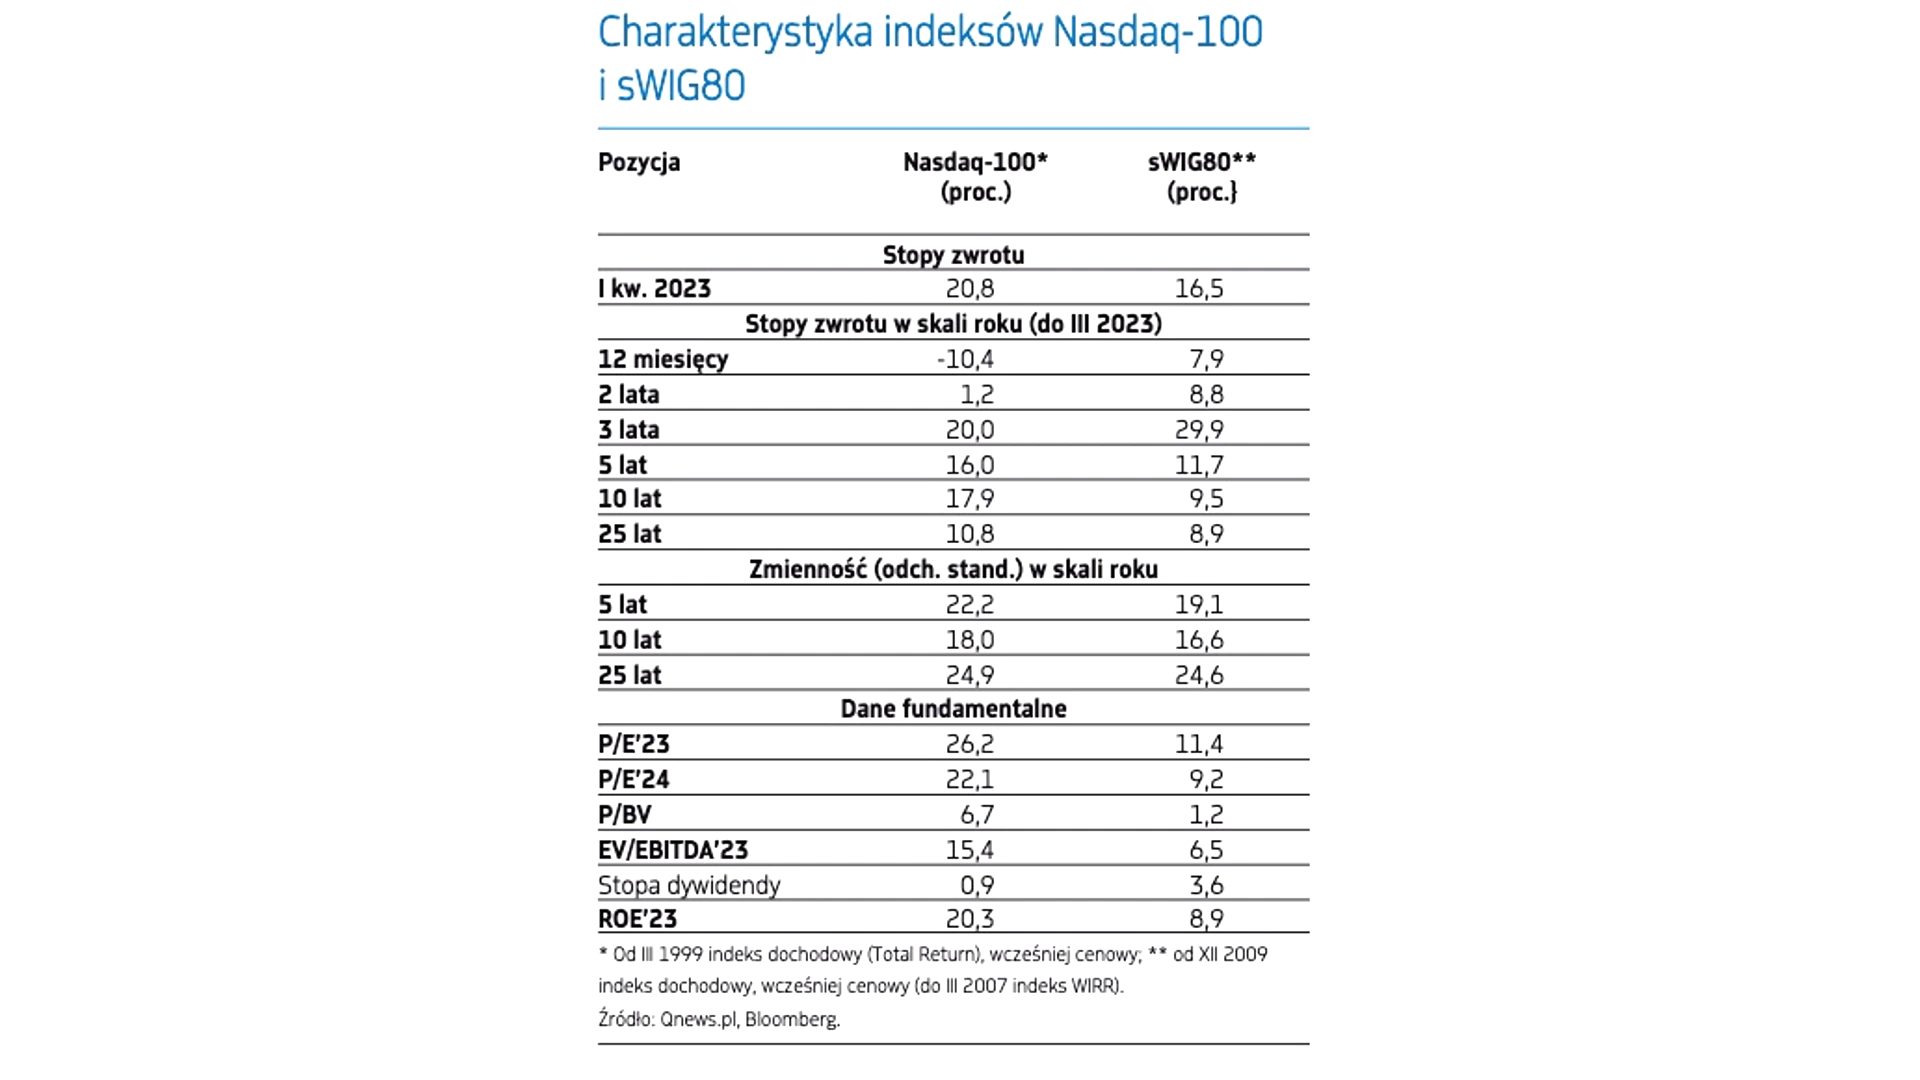 Charakterystyka indeksów Nasdaq-100
i sWIG80
Pozycja Nasdaq-100* sWIG80**
(proc.) (proc.}
Stopy zwrotu
I kw. 2023 20,8 16,5
Stopy zwrotu w skali roku (do III 2023)
12 miesięcy -10,4 7,9
2 lata 1,2 8,8
3 lata 20,0 29,9
5 lat 16,0 11,7
10 lat 17,9 9,5
25 lat 10,8 8,9
Zmienność (odch. stand.) w skali roku
5 lat 22,2 19,1
10 lat 18,0 16,6
25 lat 24,9 24,6
Dane fundamentalne
P/E’23 26,2 11,4
P/E’24 22,1 9,2
P/BV 6,7 1,2
EV/EBITDA’23 15,4 6,5
Stopa dywidendy 0,9 3,6
ROE’23 20,3 8,9
* Od III 1999 indeks dochodowy (Total Return), wcześniej cenowy; ** od XII 2009
indeks dochodowy, wcześniej cenowy (do III 2007 indeks WIRR).
Źródło: Qnews.pl, Bloomberg.